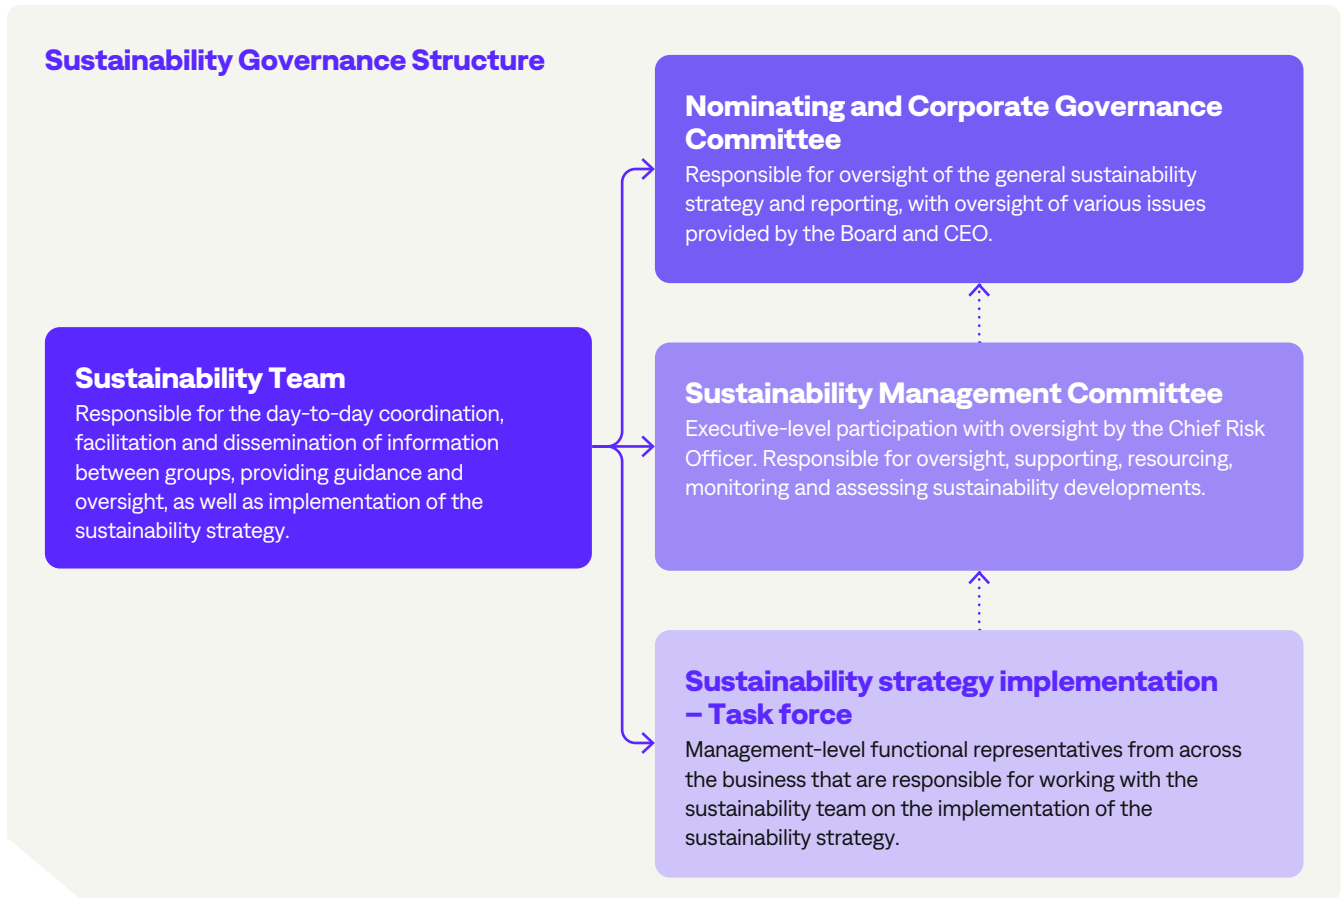 Sustainability Governance Structure
Nominating and Corporate Governance
Committee
Responsible for oversight of the general sustainability
strategy and reporting, with oversight of various issues
provided by the Board and CEO.
Sustainability Team
Responsible for the day-to-day coordination,
facilitation and dissemination of information
between groups, providing guidance and
oversight, as well as implementation of the
sustainability strategy.
Sustainability Management Committee
Executive-level participation with oversight by the Chief Risk
Officer. Responsible for oversight, supporting, resourcing,
monitoring and assessing sustainability developments.
Sustainability strategy implementation
– Task force
Management-level functional representatives from across
the business that are responsible for working with the
sustainability team on the implementation of the
sustainability strategy.